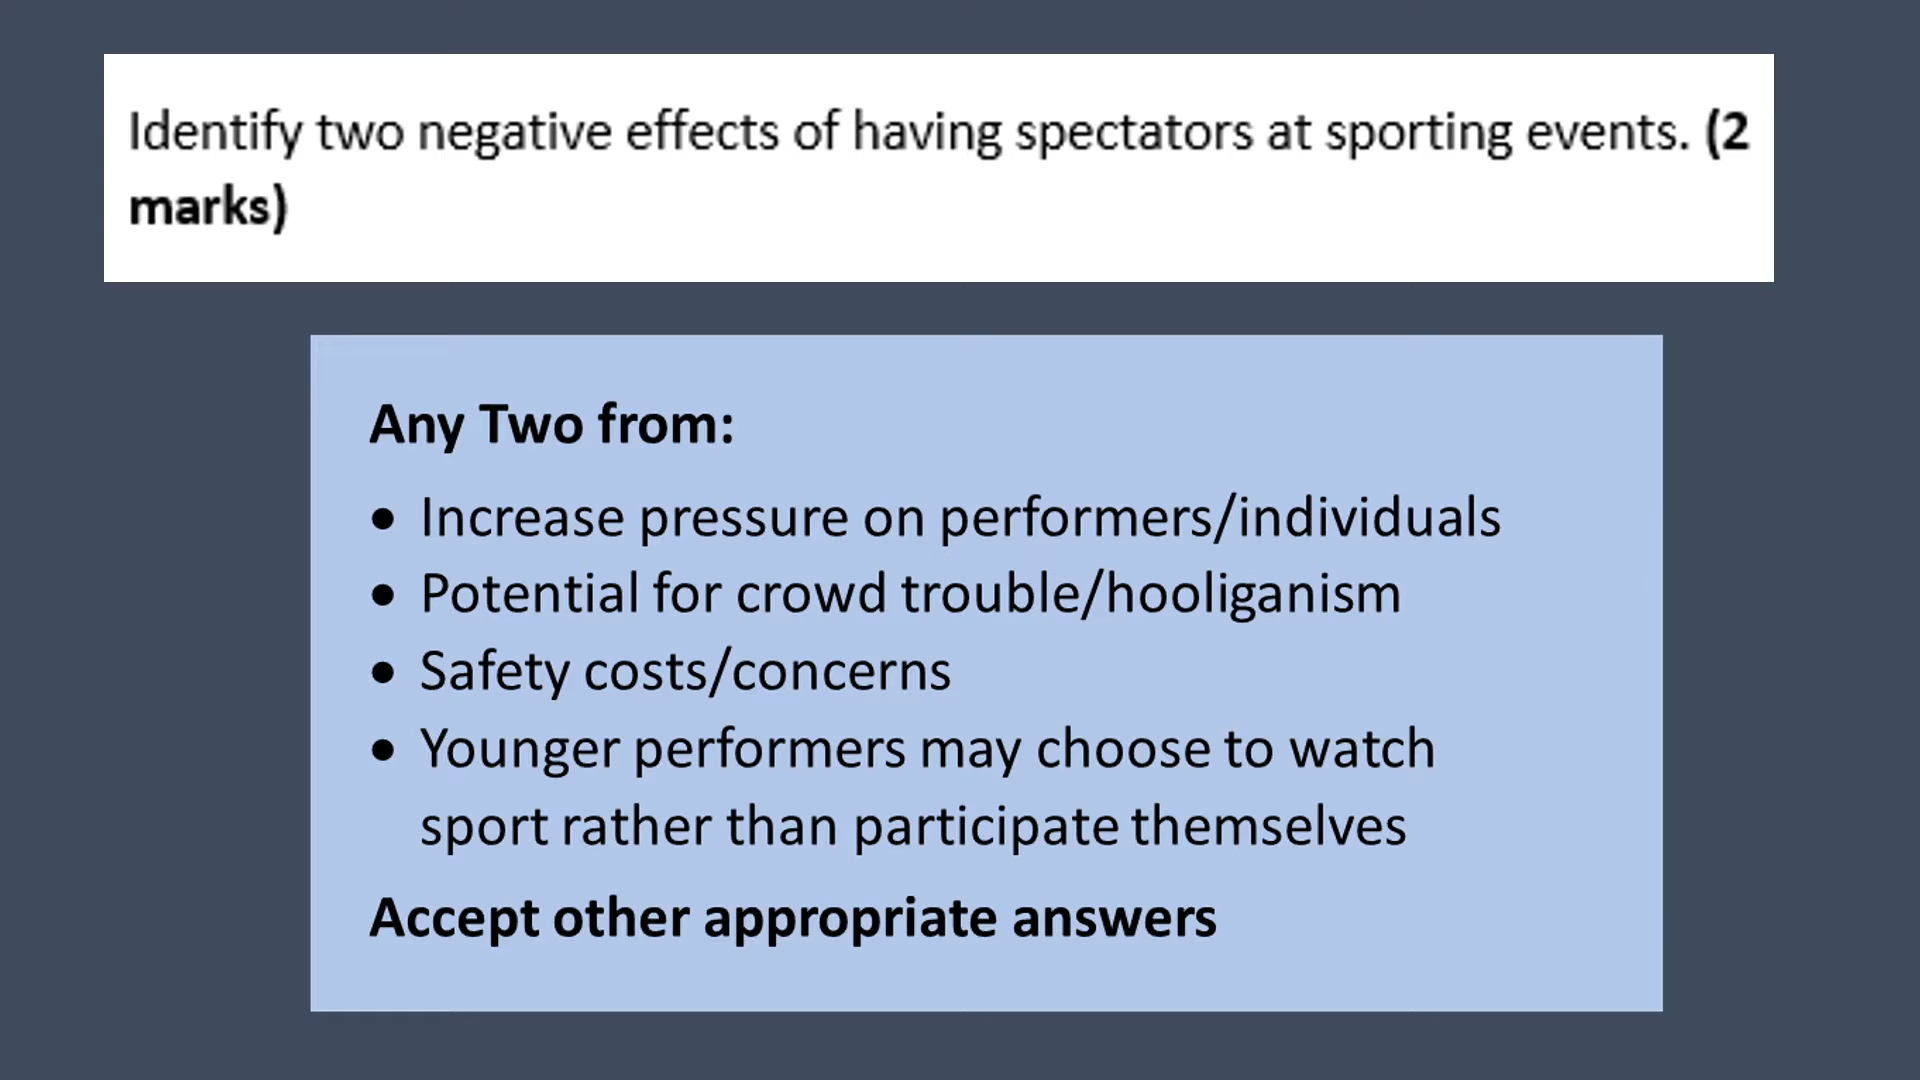 Identify two negative effects of having spectators at sporting events. (2
marks)
Any Two from:
• Increase pressure on performers/individuals
• Potential for crowd trouble/hooliganism
• Safety costs/concerns
• Younger performers may choose to watch
sport rather than participate themselves
Accept other appropriate answers